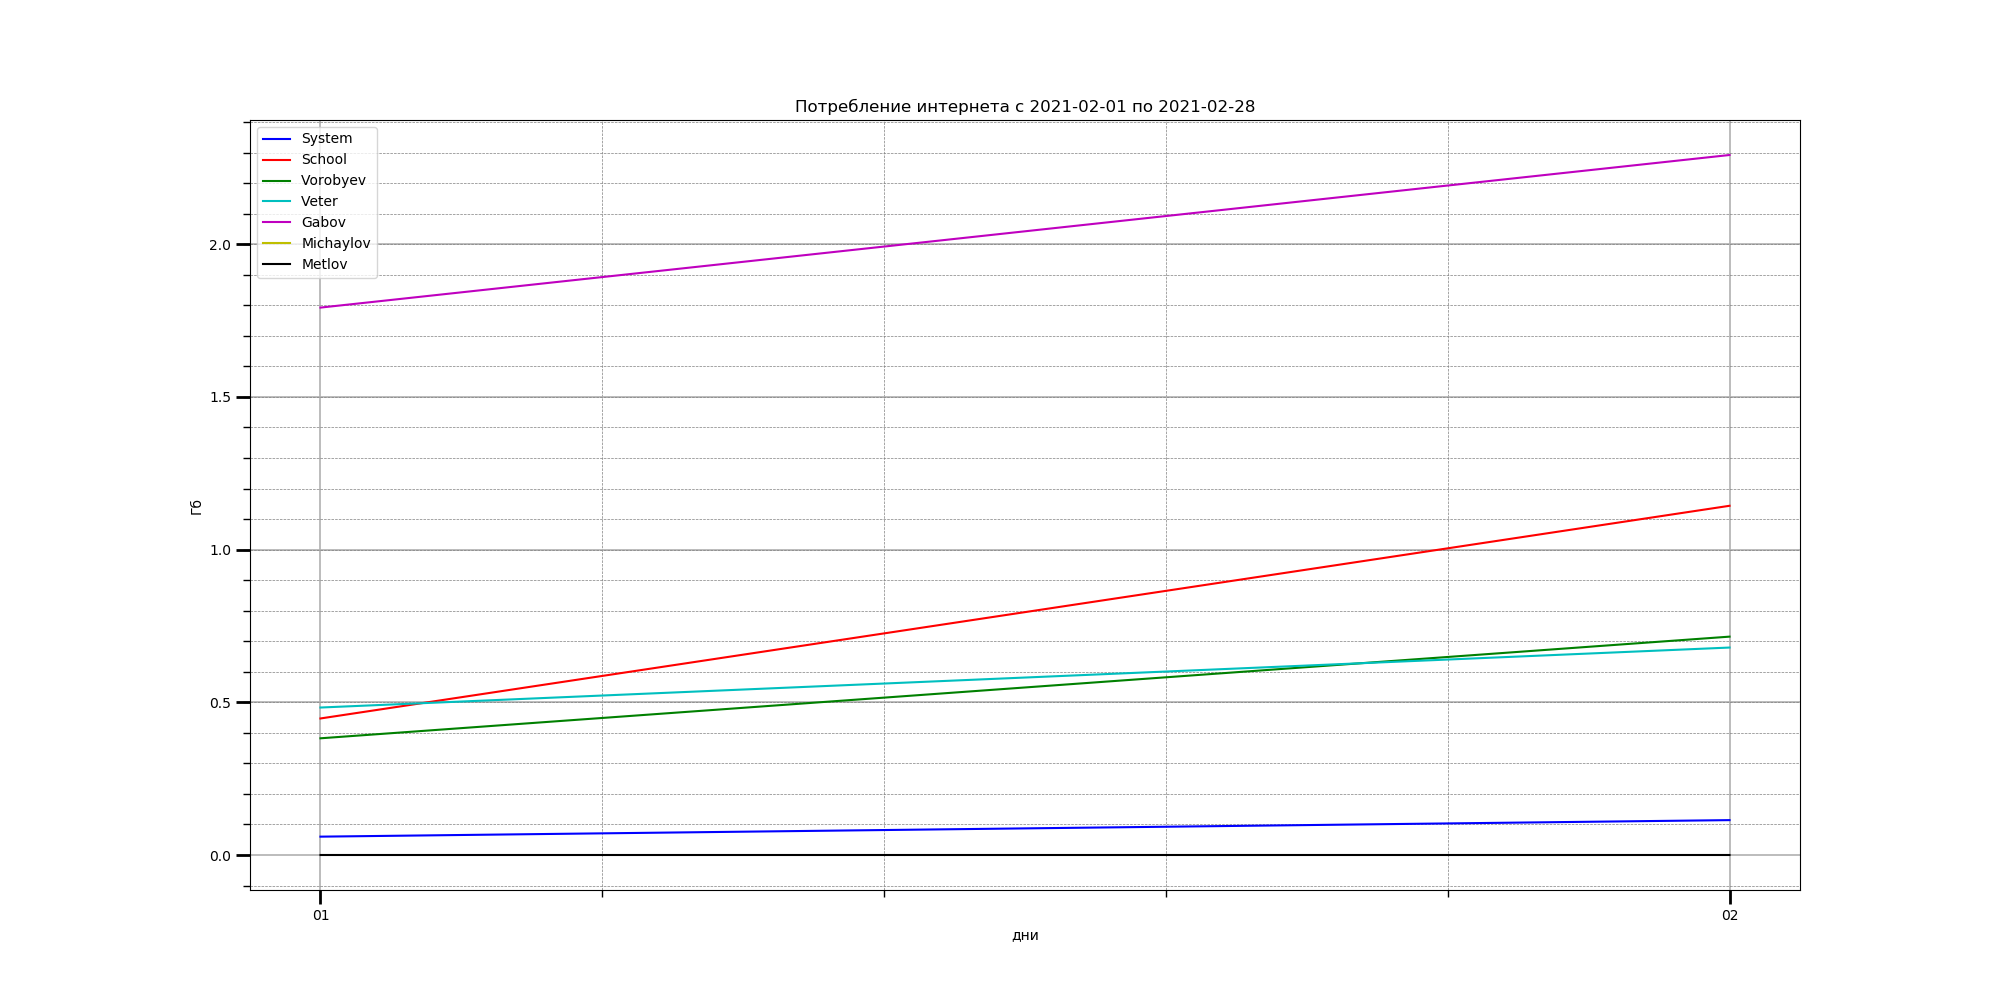 Потребление интернета с 2021-02-01 по 2021-02-28
System
School
Vorobyev
Veter
Gabov
Michaylov
Metlov
2.0
1.5
1.0
0.5
0.0
Гб
01
02
дни